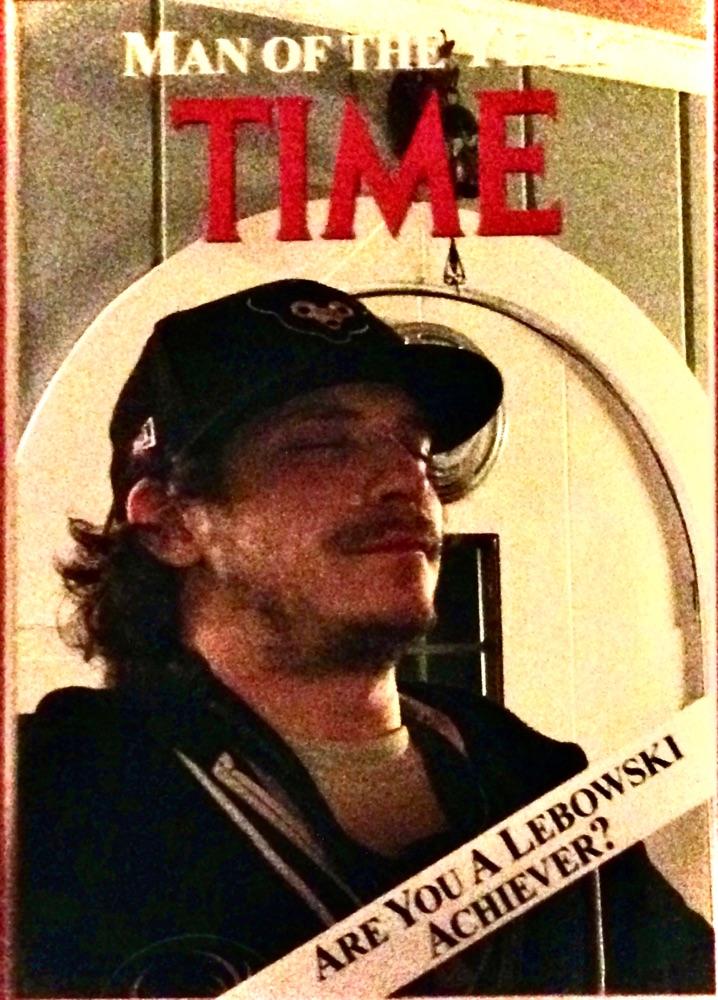 MAN OF THE
TIME
ARE YOU A LEBOWSKI
ACHIEVER?